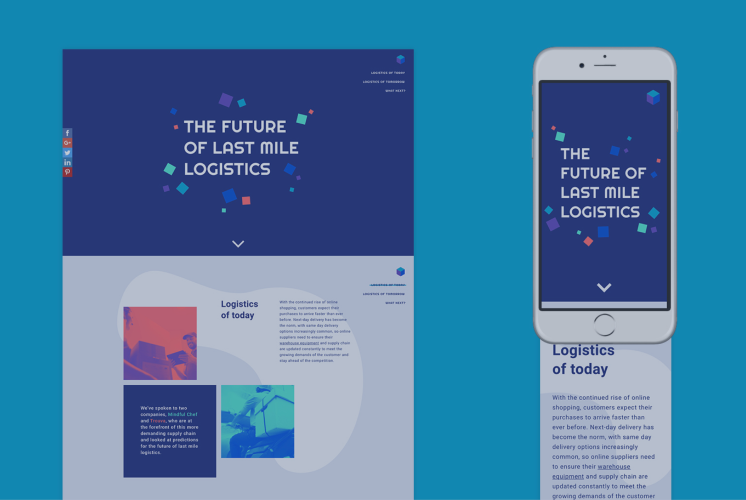 LOGISTICS OF TODAY
LOGISTICS OF TOMORROW
WHAT NEXT?
THE FUTURE
OF LAST MILE
LOGISTICS
f
G+
in
LOGISTICS OF TODAY
LOGISTICS OF TOMORROW
WHAT NEXT?
Logistics
of today
With the continued rise of online
shopping, customers expect their
purchases to arrive faster than ever
before. Next-day delivery has become
the norm, with same day delivery
options increasingly common, so online
suppliers need to ensure their
warehouse equipment and supply chain
are updated constantly to meet the
growing demands of the customer and
stay ahead of the competition.
We've spoken to two
companies, Mindful Chef
and Treaxs, who are at
the forefront of this more
demanding supply chain
and looked at predictions
for the future of last mile
logistics.
THE
FUTURE OF
LAST MILE
LOGISTICS
Logistics
of today
With the continued rise of online
shopping, customers expect their
purchases to arrive faster than
ever before. Next-day delivery has
become the norm, with same day
delivery options increasingly
common, so online suppliers need
to ensure their warehouse
equipment and supply chain are
updated constantly to meet the
growing demands of the customer